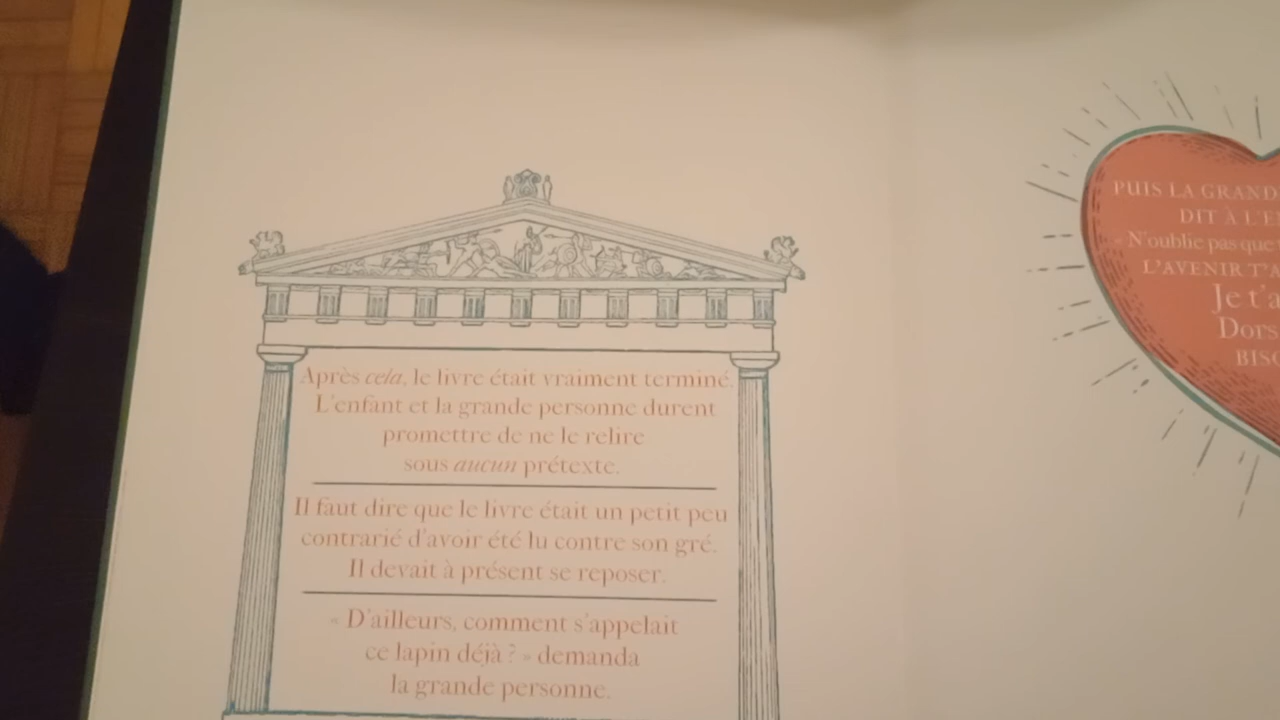 Après cela, le livre était vraiment terminé.
L'enfant et la grande personne durent
promettre de ne le relire
sous aucun prétexte.
Il faut dire que le livre était un petit peu
contrarié d'avoir été lu contre son gré.
Il devait à présent se reposer.
« D'ailleurs, comment s'appelait
ce lapin déjà ? » demanda
la grande personne.
PUIS LA GRAND
DIT À L'E
N'oublie pas que
L'AVENIR T'A
Je t'a
Dors
BISO